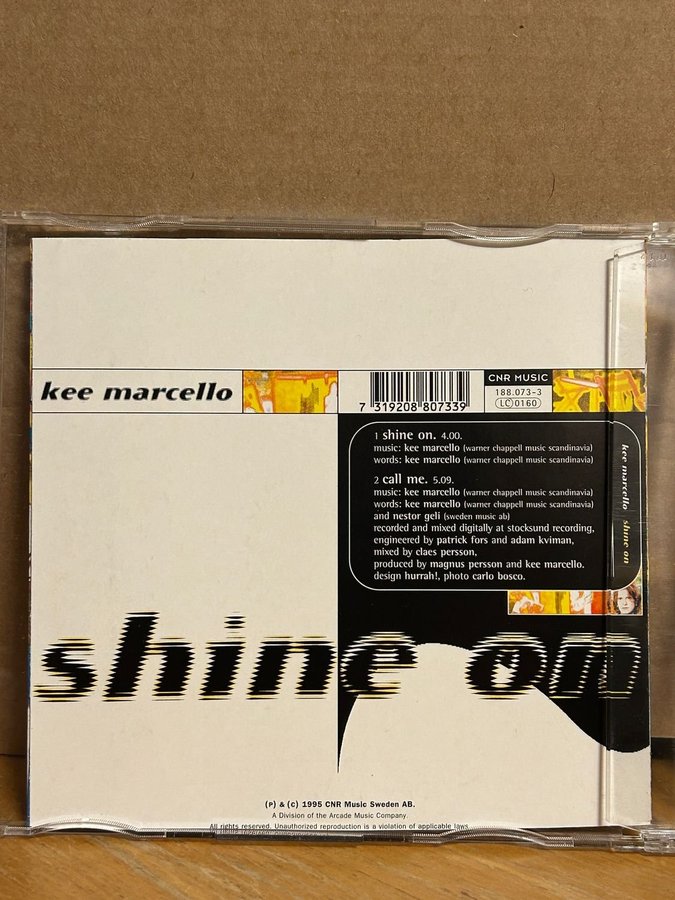 kee marcello
7 319208 807339
CNR MUSIC
188.073-3
LC 0160
1 shine on. 4.00.
music: kee marcello (warner chappell music scandinavia)
words: kee marcello (warner chappell music scandinavia)
2 call me. 5.09.
music: kee marcello (warner chappell music scandinavia)
words: kee marcello (warner chappell music scandinavia)
and nestor geli (sweden music ab)
recorded and mixed digitally at stocksund recording,
engineered by patrick fors and adam kviman,
mixed by claes persson,
produced by magnus persson and kee marcello.
design hurrah!, photo carlo bosco.
kee marcello shine on
shine on
(P) & (C) 1995 CNR Music Sweden AB.
A Division of the Arcade Music Company.
All rights reserved. Unauthorized reproduction is a violation of applicable laws